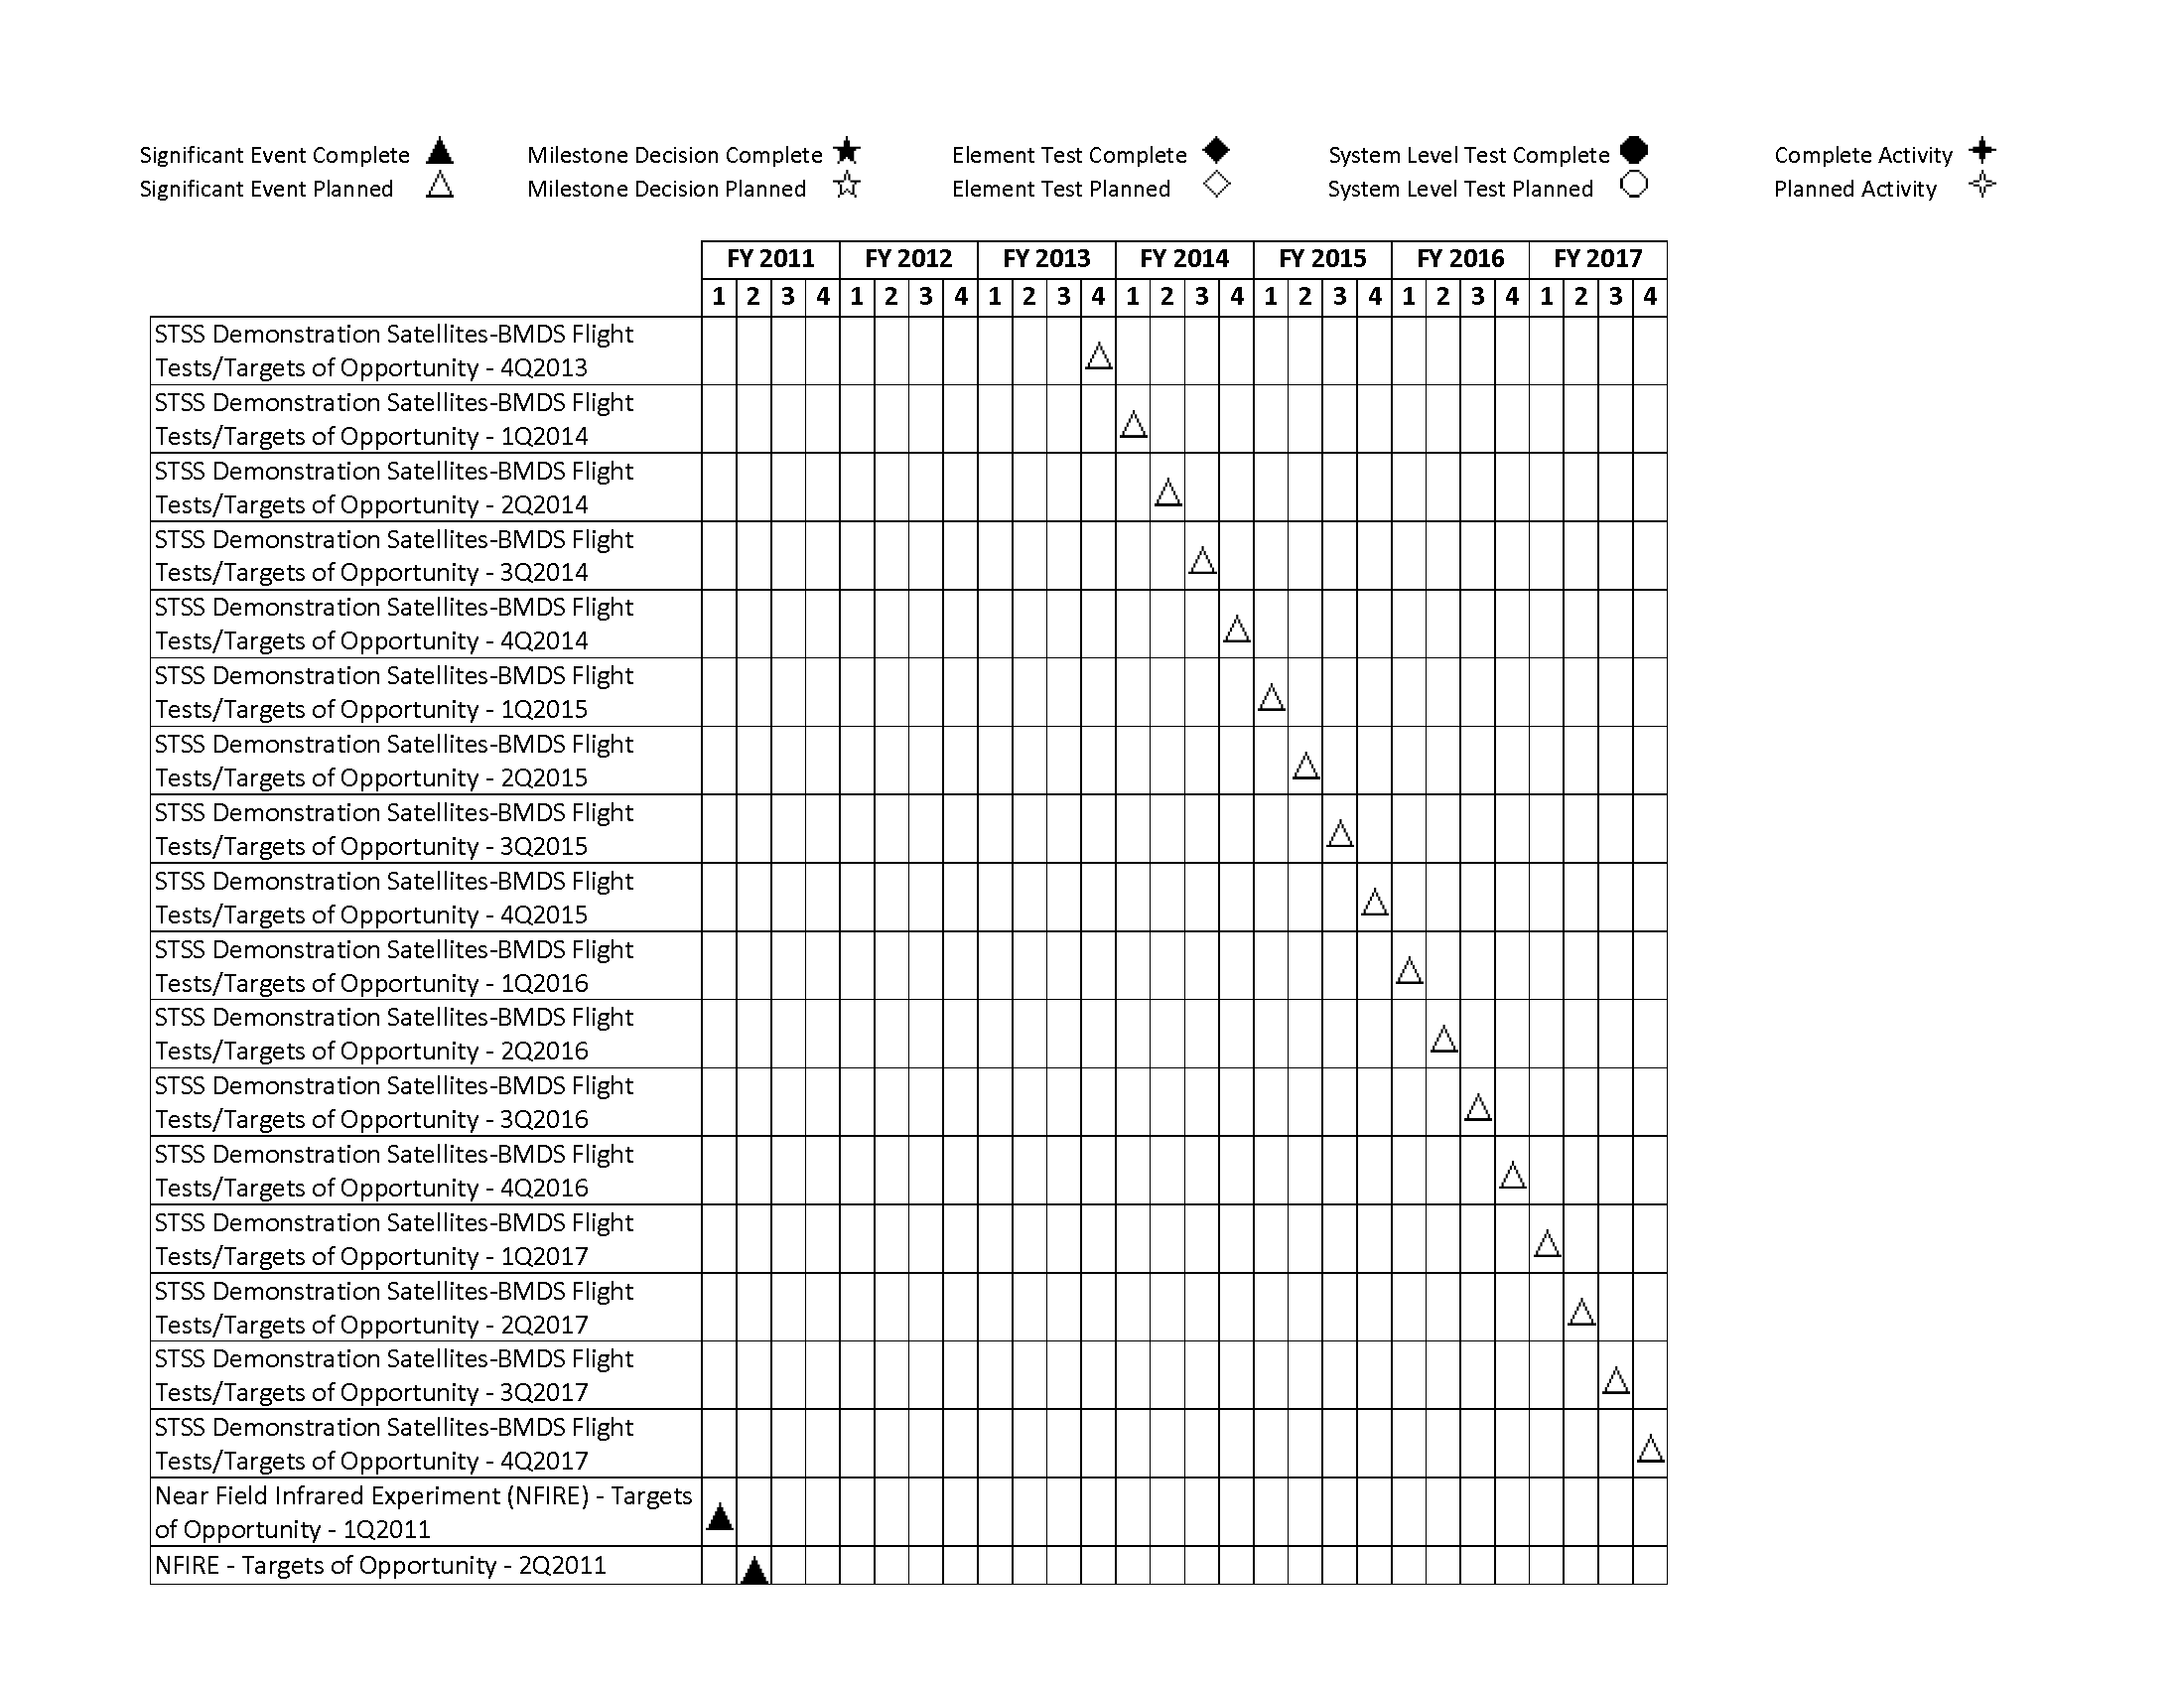 Significant Event Complete Milestone Decision Complete Element Test Complete System Level Test Complete Complete Activity
Significant Event Planned Milestone Decision Planned Element Test Planned System Level Test Planned Planned Activity
FY 2011 FY 2012 FY 2013 FY 2014 FY 2015 FY 2016 FY 2017
1 2 3 4 1 2 3 4 1 2 3 4 1 2 3 4 1 2 3 4 1 2 3 4 1 2 3 4
STSS Demonstration Satellites-BMDS Flight
Tests/Targets of Opportunity - 4Q2013
STSS Demonstration Satellites-BMDS Flight
Tests/Targets of Opportunity - 1Q2014
STSS Demonstration Satellites-BMDS Flight
Tests/Targets of Opportunity - 2Q2014
STSS Demonstration Satellites-BMDS Flight
Tests/Targets of Opportunity - 3Q2014
STSS Demonstration Satellites-BMDS Flight
Tests/Targets of Opportunity - 4Q2014
STSS Demonstration Satellites-BMDS Flight
Tests/Targets of Opportunity - 1Q2015
STSS Demonstration Satellites-BMDS Flight
Tests/Targets of Opportunity - 2Q2015
STSS Demonstration Satellites-BMDS Flight
Tests/Targets of Opportunity - 3Q2015
STSS Demonstration Satellites-BMDS Flight
Tests/Targets of Opportunity - 4Q2015
STSS Demonstration Satellites-BMDS Flight
Tests/Targets of Opportunity - 1Q2016
STSS Demonstration Satellites-BMDS Flight
Tests/Targets of Opportunity - 2Q2016
STSS Demonstration Satellites-BMDS Flight
Tests/Targets of Opportunity - 3Q2016
STSS Demonstration Satellites-BMDS Flight
Tests/Targets of Opportunity - 4Q2016
STSS Demonstration Satellites-BMDS Flight
Tests/Targets of Opportunity - 1Q2017
STSS Demonstration Satellites-BMDS Flight
Tests/Targets of Opportunity - 2Q2017
STSS Demonstration Satellites-BMDS Flight
Tests/Targets of Opportunity - 3Q2017
STSS Demonstration Satellites-BMDS Flight
Tests/Targets of Opportunity - 4Q2017
Near Field Infrared Experiment (NFIRE) - Targets
of Opportunity - 1Q2011
NFIRE - Targets of Opportunity - 2Q2011